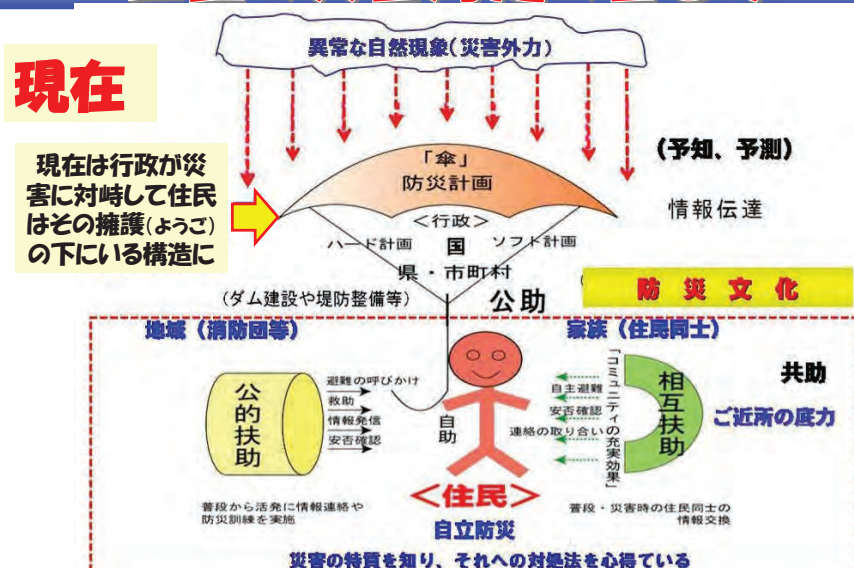 異常な自然現象(災害外力)
現在
現在は行政が災
害に対峙して住民
はその擁護(ようご)
の下にいる構造に
「傘」
防災計画
(予知、予測)
情報伝達
<行政>
ハード計画 国 ソフト計画
県・市町村
(ダム建設や堤防整備等)
公助
(
防災文化
地域(消防団等)
家族(住民同士)
公的扶助
避難の呼びかけ
救助
情報発信
安否確認
自助
自主避難
安否確認
連絡の取り合い
「コミュニティの充実効果」
相互扶助
共助
ご近所の底力
<住民>
普段から活発に情報連絡や
防災訓練を実施
自立防災
普段・災害時の住民同士の
情報交換
災害の特質を知り、それへの対処法を心得ている